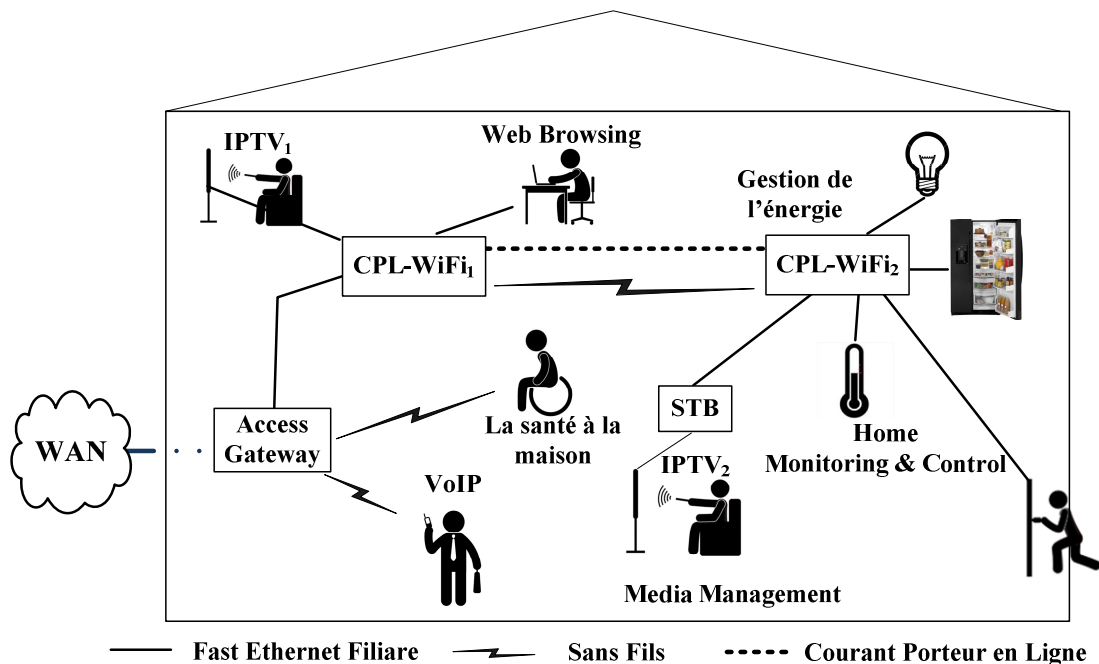 IPTV₁
Web Browsing
Gestion de
l’énergie
CPL-WiFi₁
CPL-WiFi₂
WAN
Access
Gateway
La santé à la
maison
STB
Home
Monitoring & Control
VoIP
IPTV₂
Media Management
Fast Ethernet Filiare
Sans Fils
Courant Porteur en Ligne